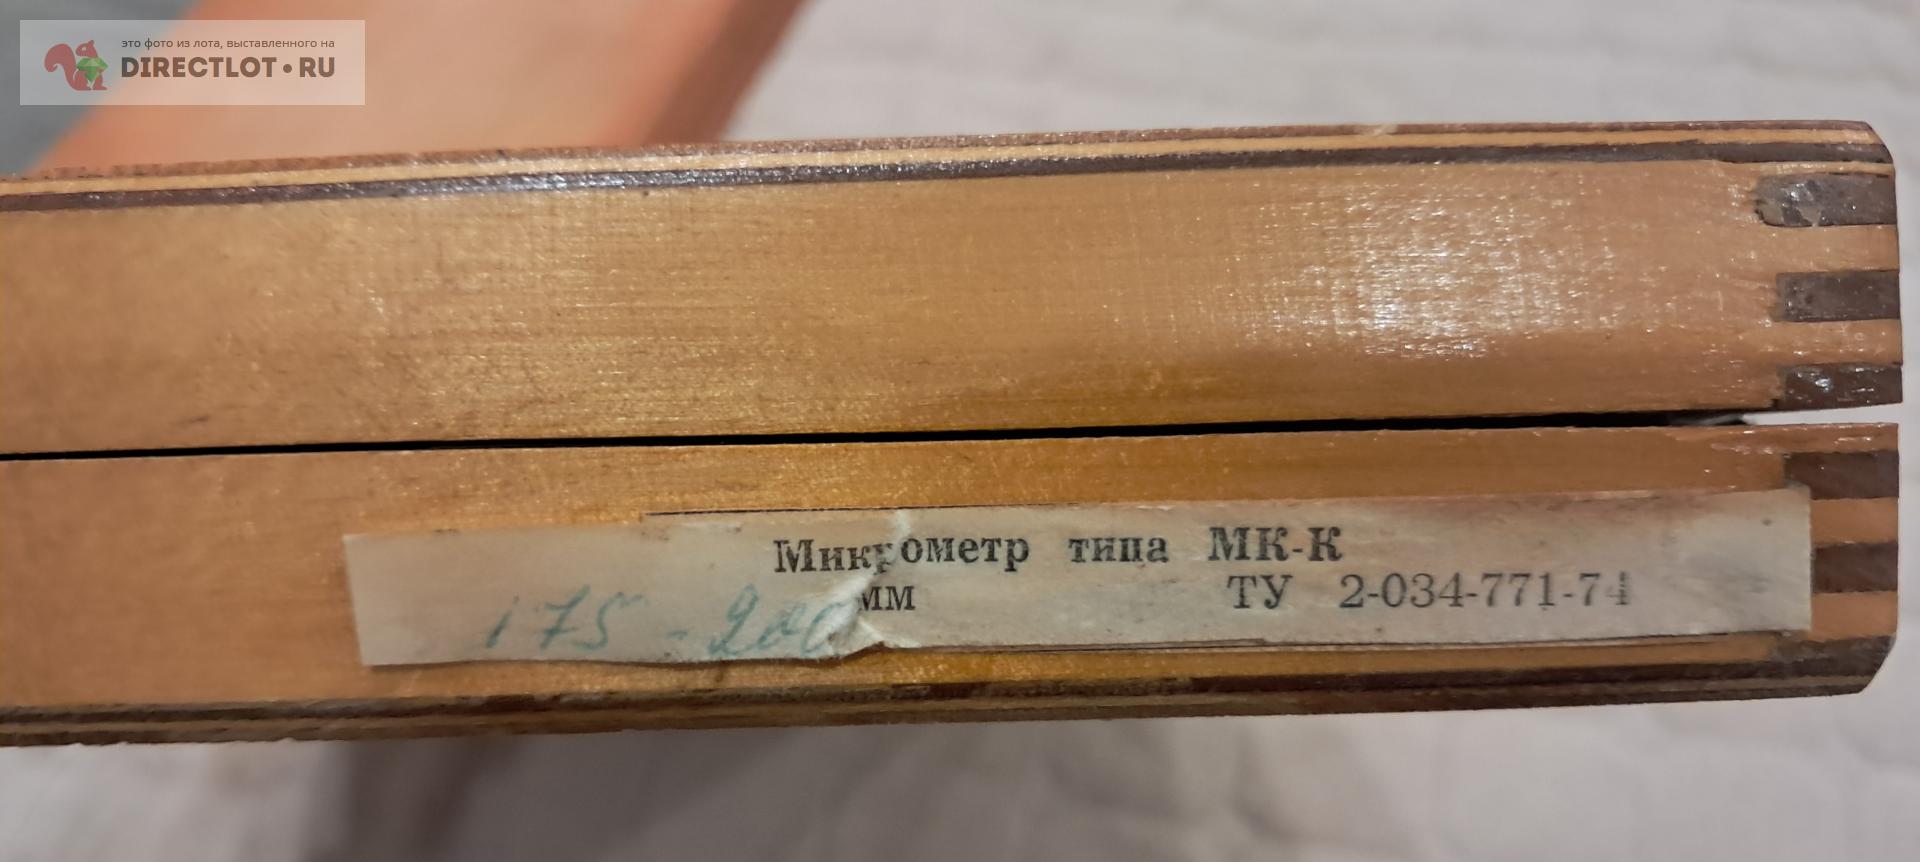 это фото из лота, выставленного на
DIRECTLOT•RU
Микрометр типа МК-К
175-200 мм ТУ 2-034-771-74